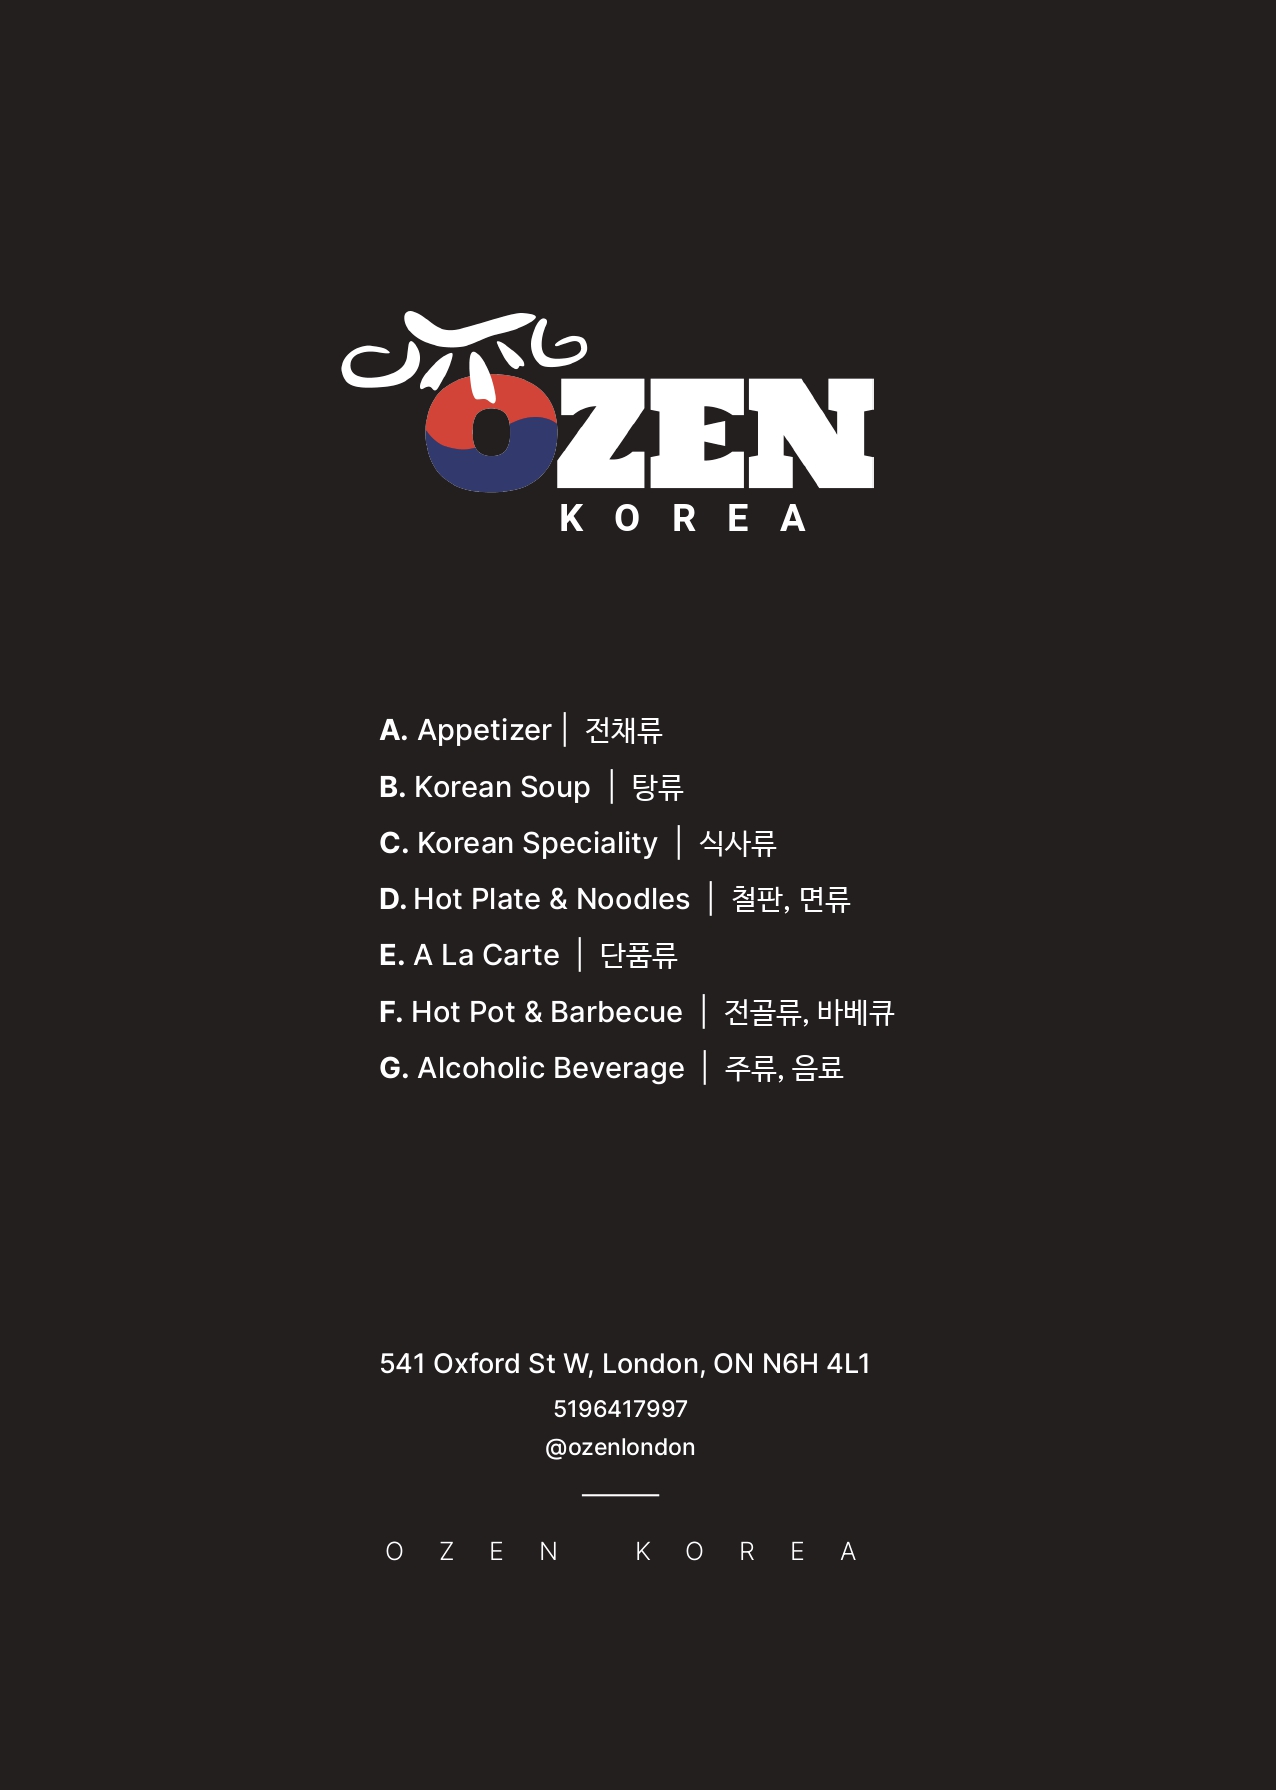 OZEN
KOREA
A. Appetizer | 전채류
B. Korean Soup | 탕류
C. Korean Speciality | 식사류
D. Hot Plate & Noodles | 철판, 면류
E. A La Carte | 단품류
F. Hot Pot & Barbecue | 전골류, 바베큐
G. Alcoholic Beverage | 주류, 음료
541 Oxford St W, London, ON N6H 4L1
5196417997
@ozenlondon
OZEN KOREA